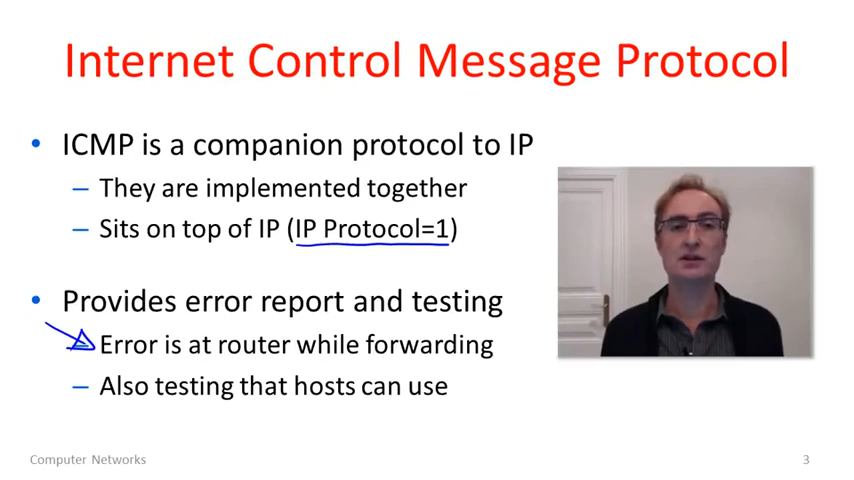 Internet Control Message Protocol
• ICMP is a companion protocol to IP
– They are implemented together
– Sits on top of IP (IP Protocol=1)
• Provides error report and testing
– Error is at router while forwarding
– Also testing that hosts can use
Computer Networks
3